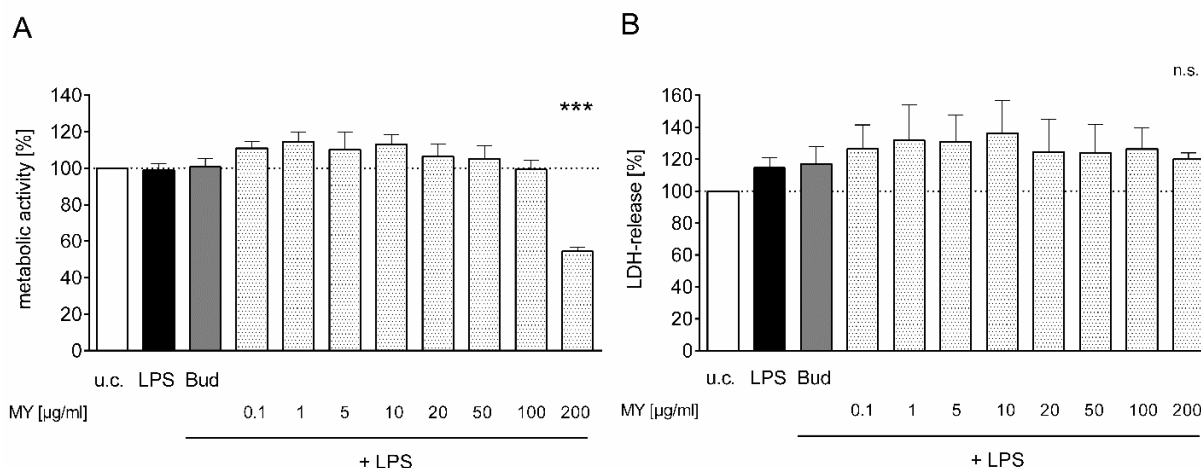 A
metabolic activity [%]
140
120
100
80
60
40
20
0
***
u.c. LPS Bud
MY [µg/ml] 0.1 1 5 10 20 50 100 200
+ LPS
B
LDH-release [%]
160
140
120
100
80
60
40
20
0
n.s.
u.c. LPS Bud
MY [µg/ml] 0.1 1 5 10 20 50 100 200
+ LPS